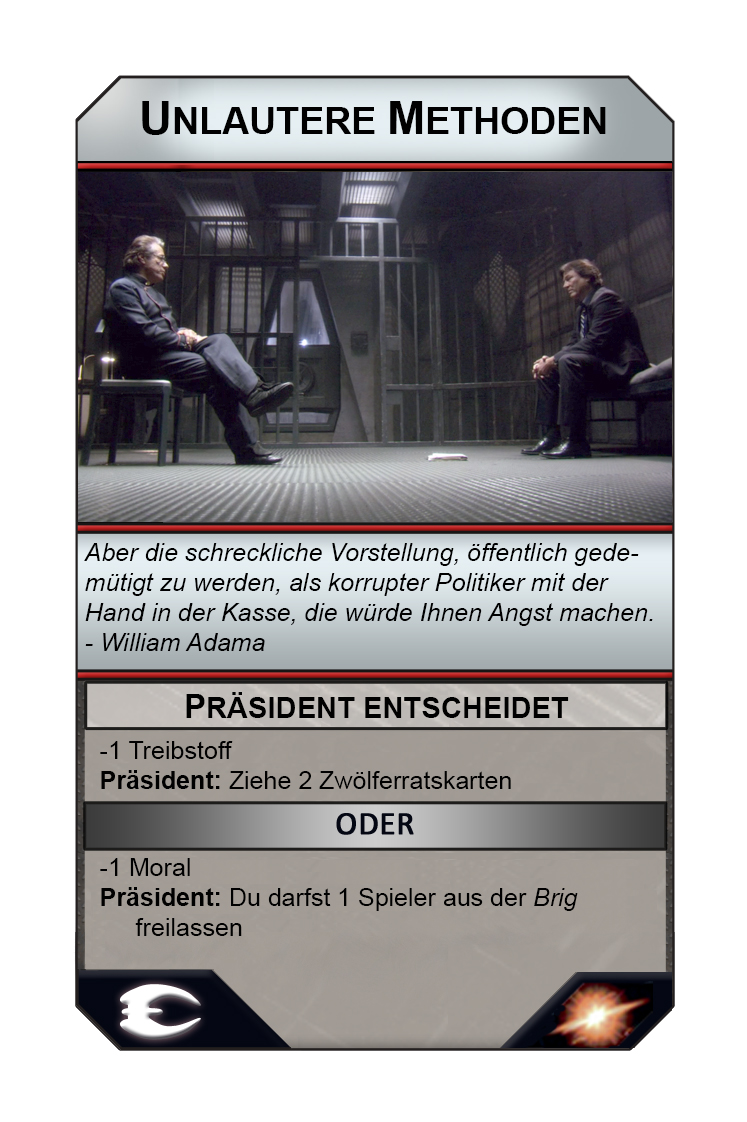 UNLAUTERE METHODEN
Aber die schreckliche Vorstellung, öffentlich gede-
mütigt zu werden, als korrupter Politiker mit der
Hand in der Kasse, die würde Ihnen Angst machen.
- William Adama
PRÄSIDENT ENTSCHEIDET
-1 Treibstoff
Präsident: Ziehe 2 Zwölferratskarten
ODER
-1 Moral
Präsident: Du darfst 1 Spieler aus der Brig
freilassen